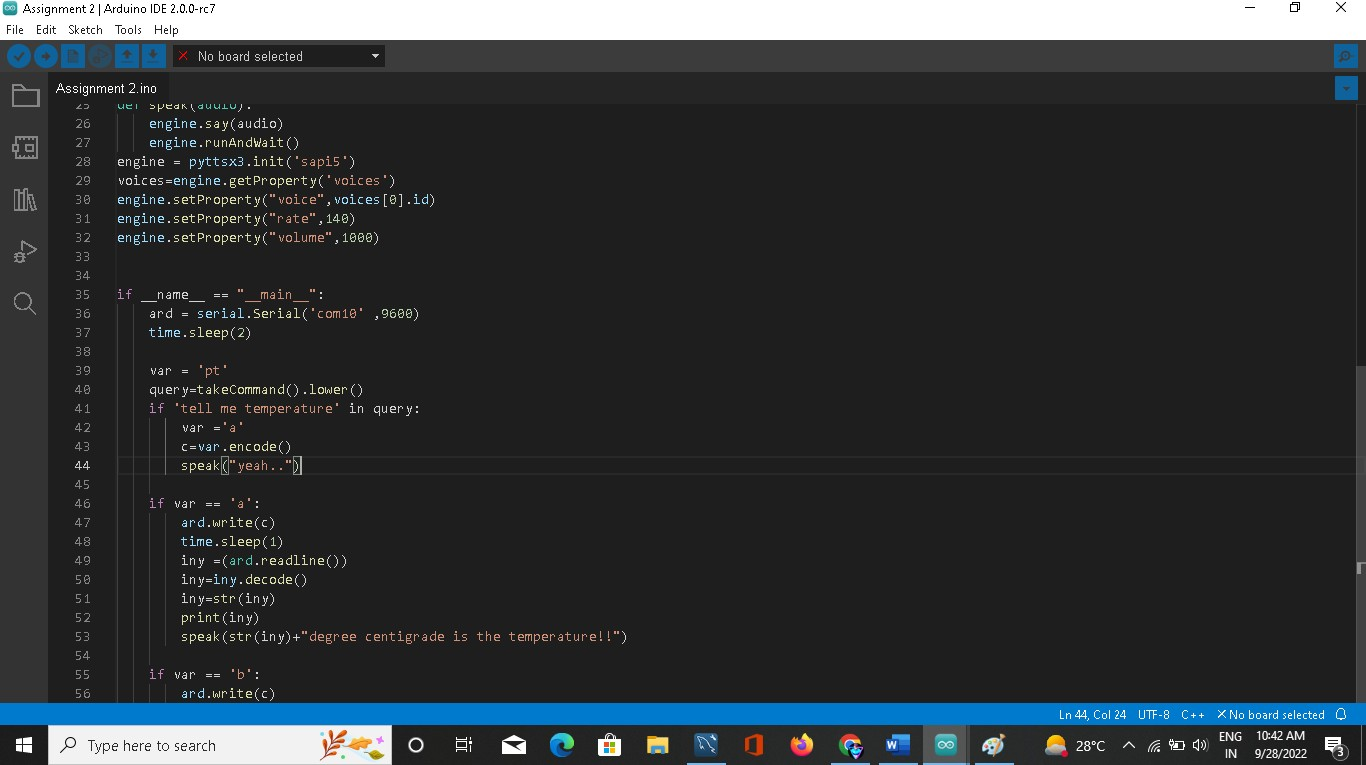 Assignment 2 | Arduino IDE 2.0.0-rc7
File Edit Sketch Tools Help
No board selected
Assignment 2.ino
25 def speak(audio):
26 engine.say(audio)
27 engine.runAndWait()
28 engine = pyttsx3.init('sapi5')
29 voices=engine.getProperty('voices')
30 engine.setProperty("voice",voices[0].id)
31 engine.setProperty("rate",140)
32 engine.setProperty("volume",1000)
33
34
35 if __name__ == "__main__":
36 ard = serial.Serial('com10' ,9600)
37 time.sleep(2)
38
39 var = 'pt'
40 query=takeCommand().lower()
41 if 'tell me temperature' in query:
42 var ='a'
43 c=var.encode()
44 speak("yeah..")
45
46 if var == 'a':
47 ard.write(c)
48 time.sleep(1)
49 iny =(ard.readline())
50 iny=iny.decode()
51 iny=str(iny)
52 print(iny)
53 speak(str(iny)+"degree centigrade is the temperature!!")
54
55 if var == 'b':
56 ard.write(c)
Ln 44, Col 24 UTF-8 C++ No board selected
Type here to search
28°C
ENG
IN
10:42 AM
9/28/2022
3